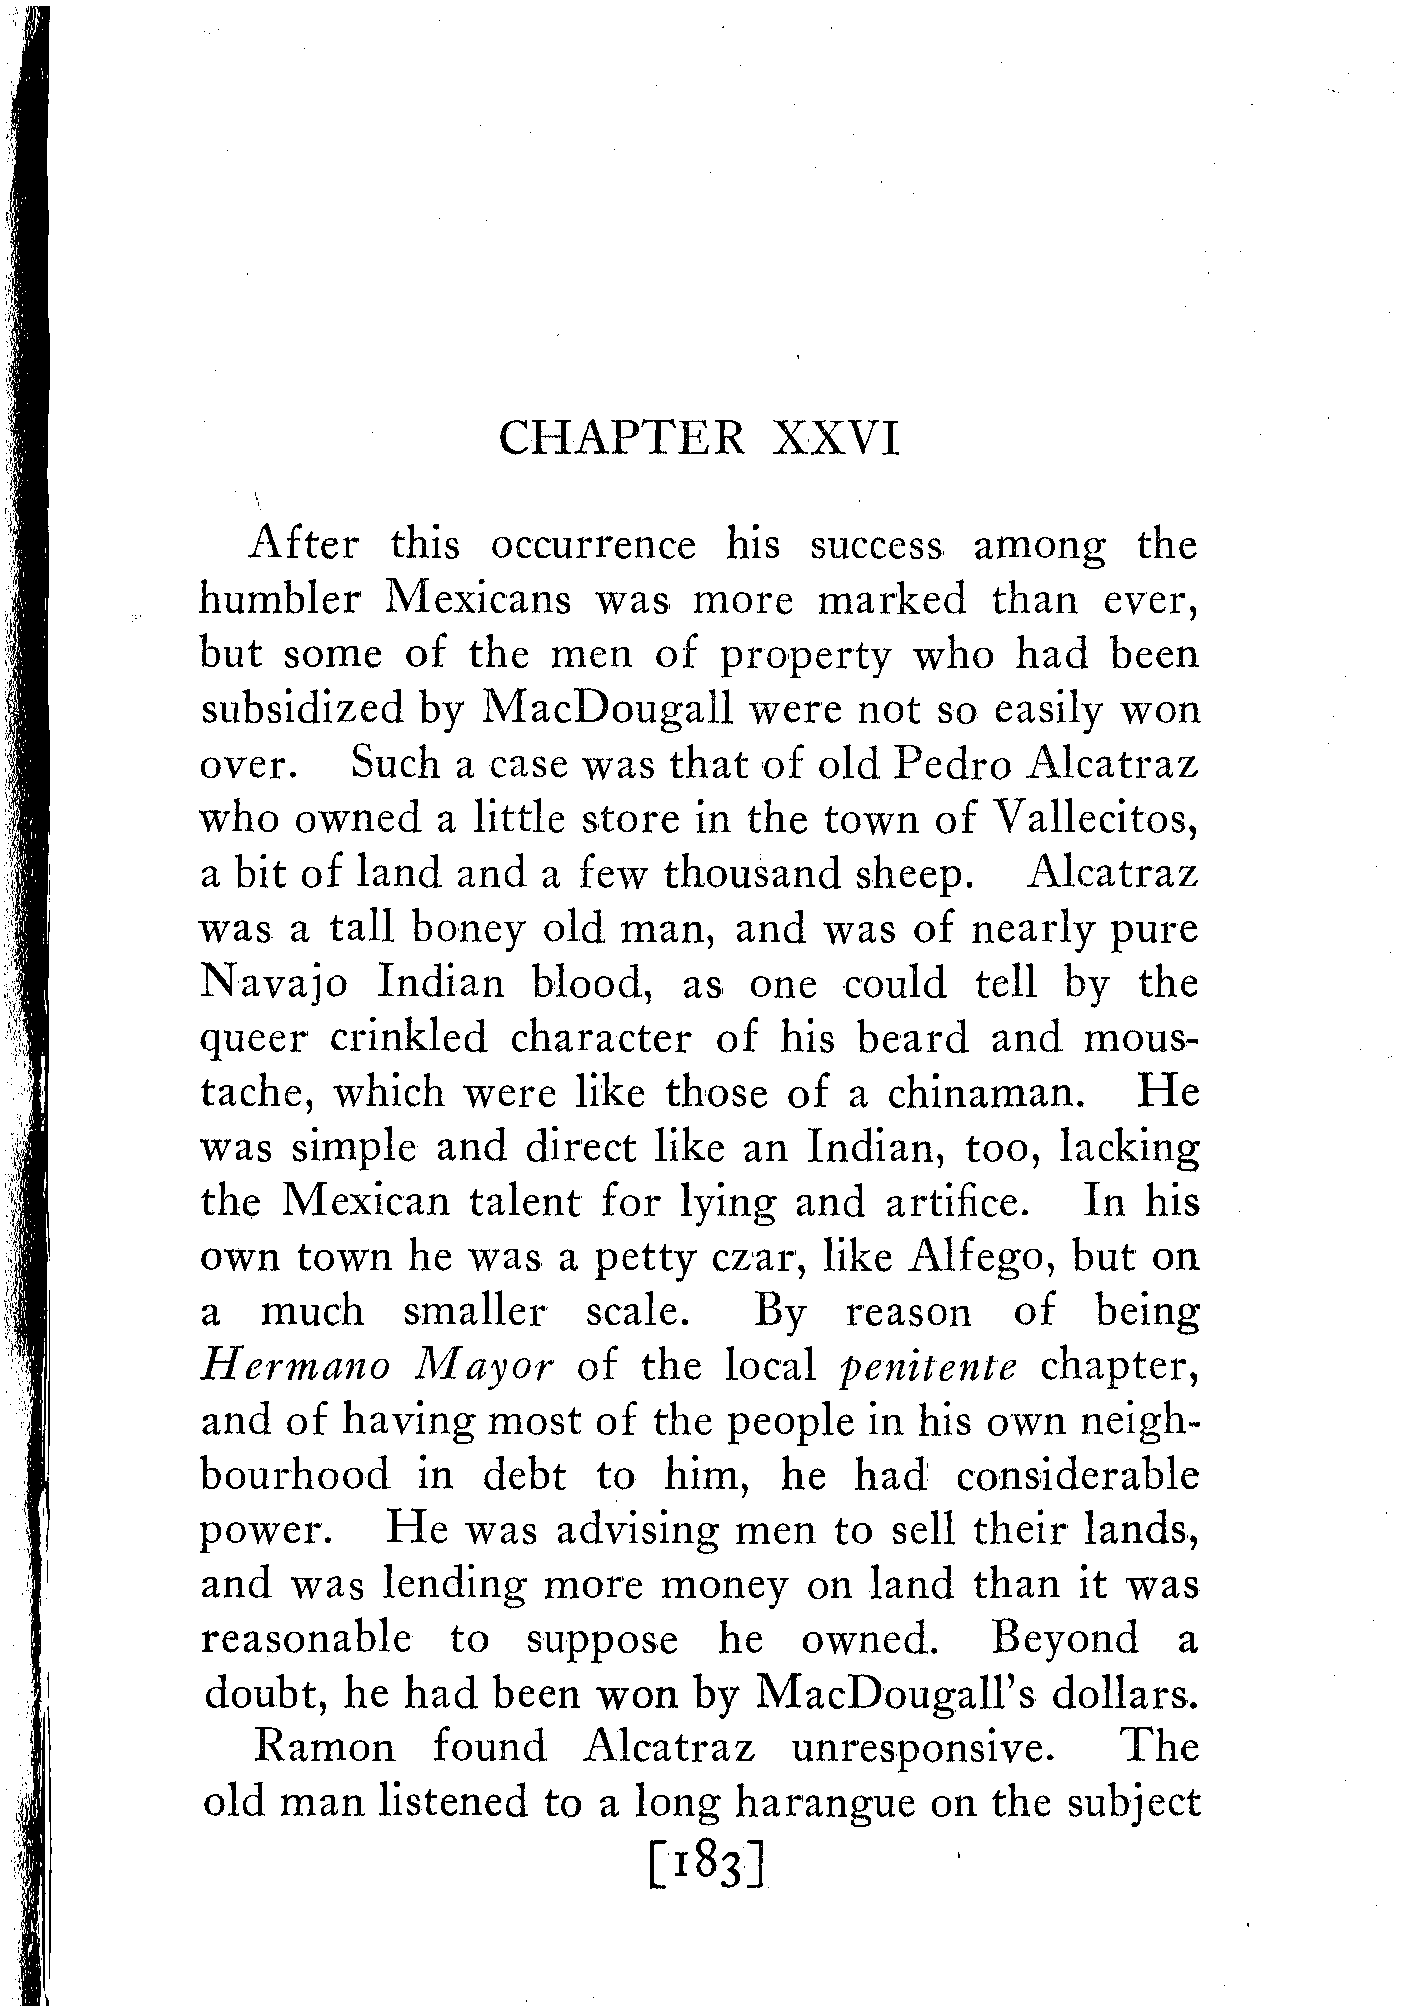 CHAPTER XXVI
After this occurrence his success among the
humbler Mexicans was more marked than ever,
but some of the men of property who had been
subsidized by MacDougall were not so easily won
over. Such a case was that of old Pedro Alcatraz
who owned a little store in the town of Vallecitos,
a bit of land and a few thousand sheep. Alcatraz
was a tall boney old man, and was of nearly pure
Navajo Indian blood, as one could tell by the
queer crinkled character of his beard and mous-
tache, which were like those of a chinaman. He
was simple and direct like an Indian, too, lacking
the Mexican talent for lying and artifice. In his
own town he was a petty czar, like Alfego, but on
a much smaller scale. By reason of being
Hermano Mayor of the local penitente chapter,
and of having most of the people in his own neigh-
bourhood in debt to him, he had considerable
power. He was advising men to sell their lands,
and was lending more money on land than it was
reasonable to suppose he owned. Beyond a
doubt, he had been won by MacDougall's dollars.
Ramon found Alcatraz unresponsive. The
old man listened to a long harangue on the subject
[183]